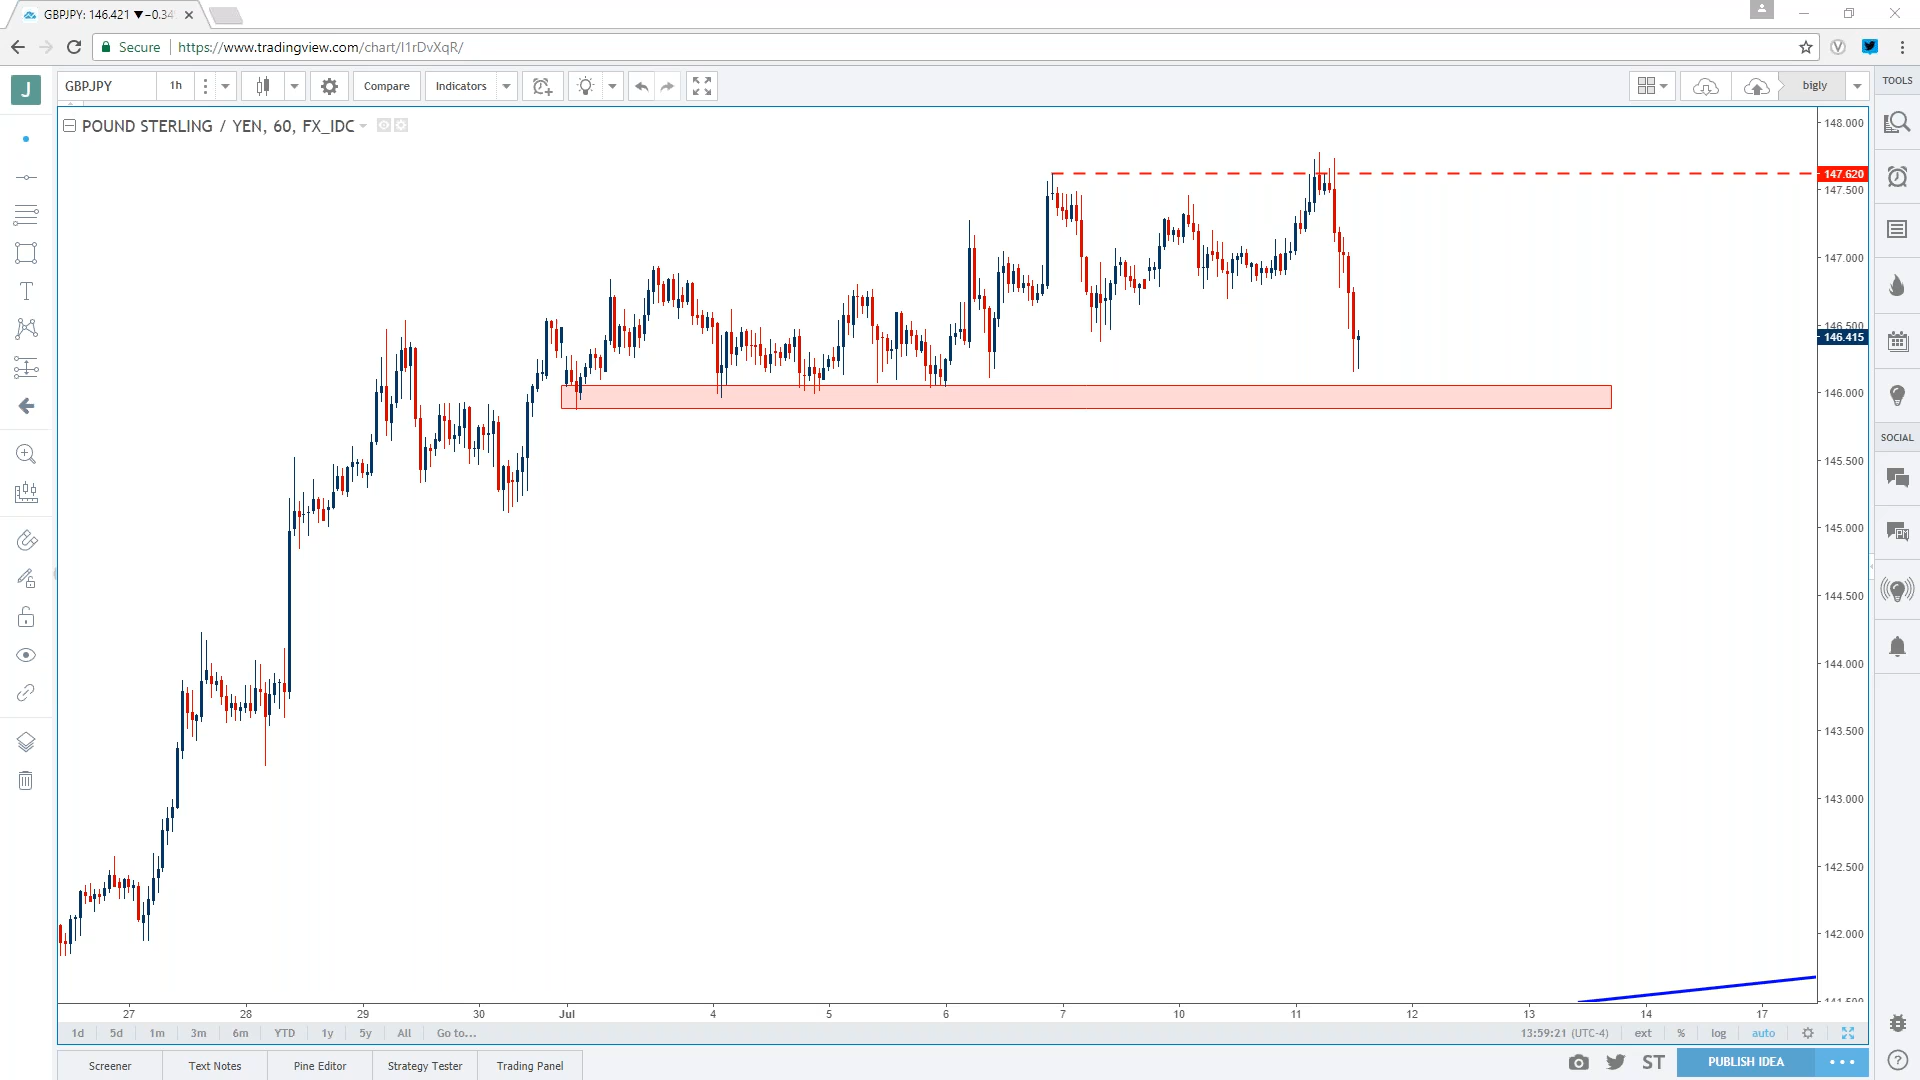 GBPJPY: 146.421 ▼−0.34
Secure | https://www.tradingview.com/chart/I1rDvXqR/
J GBPJPY 1h Compare Indicators bigly TOOLS
POUND STERLING / YEN, 60, FX_IDC
148.000
147.620
147.500
147.000
146.500
146.415
146.000
145.500
145.000
144.500
144.000
143.500
143.000
142.500
142.000
141.500
SOCIAL
27 28 29 30 Jul 4 5 6 7 10 11 12 13 14 17
1d 5d 1m 3m 6m YTD 1y 5y All Go to... 13:59:21 (UTC-4) ext % log auto
Screener Text Notes Pine Editor Strategy Tester Trading Panel ST PUBLISH IDEA